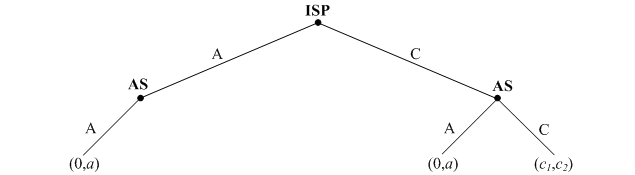 ISP
A C
AS AS
A A C
(0,a) (0,a) (c₁,c₂)